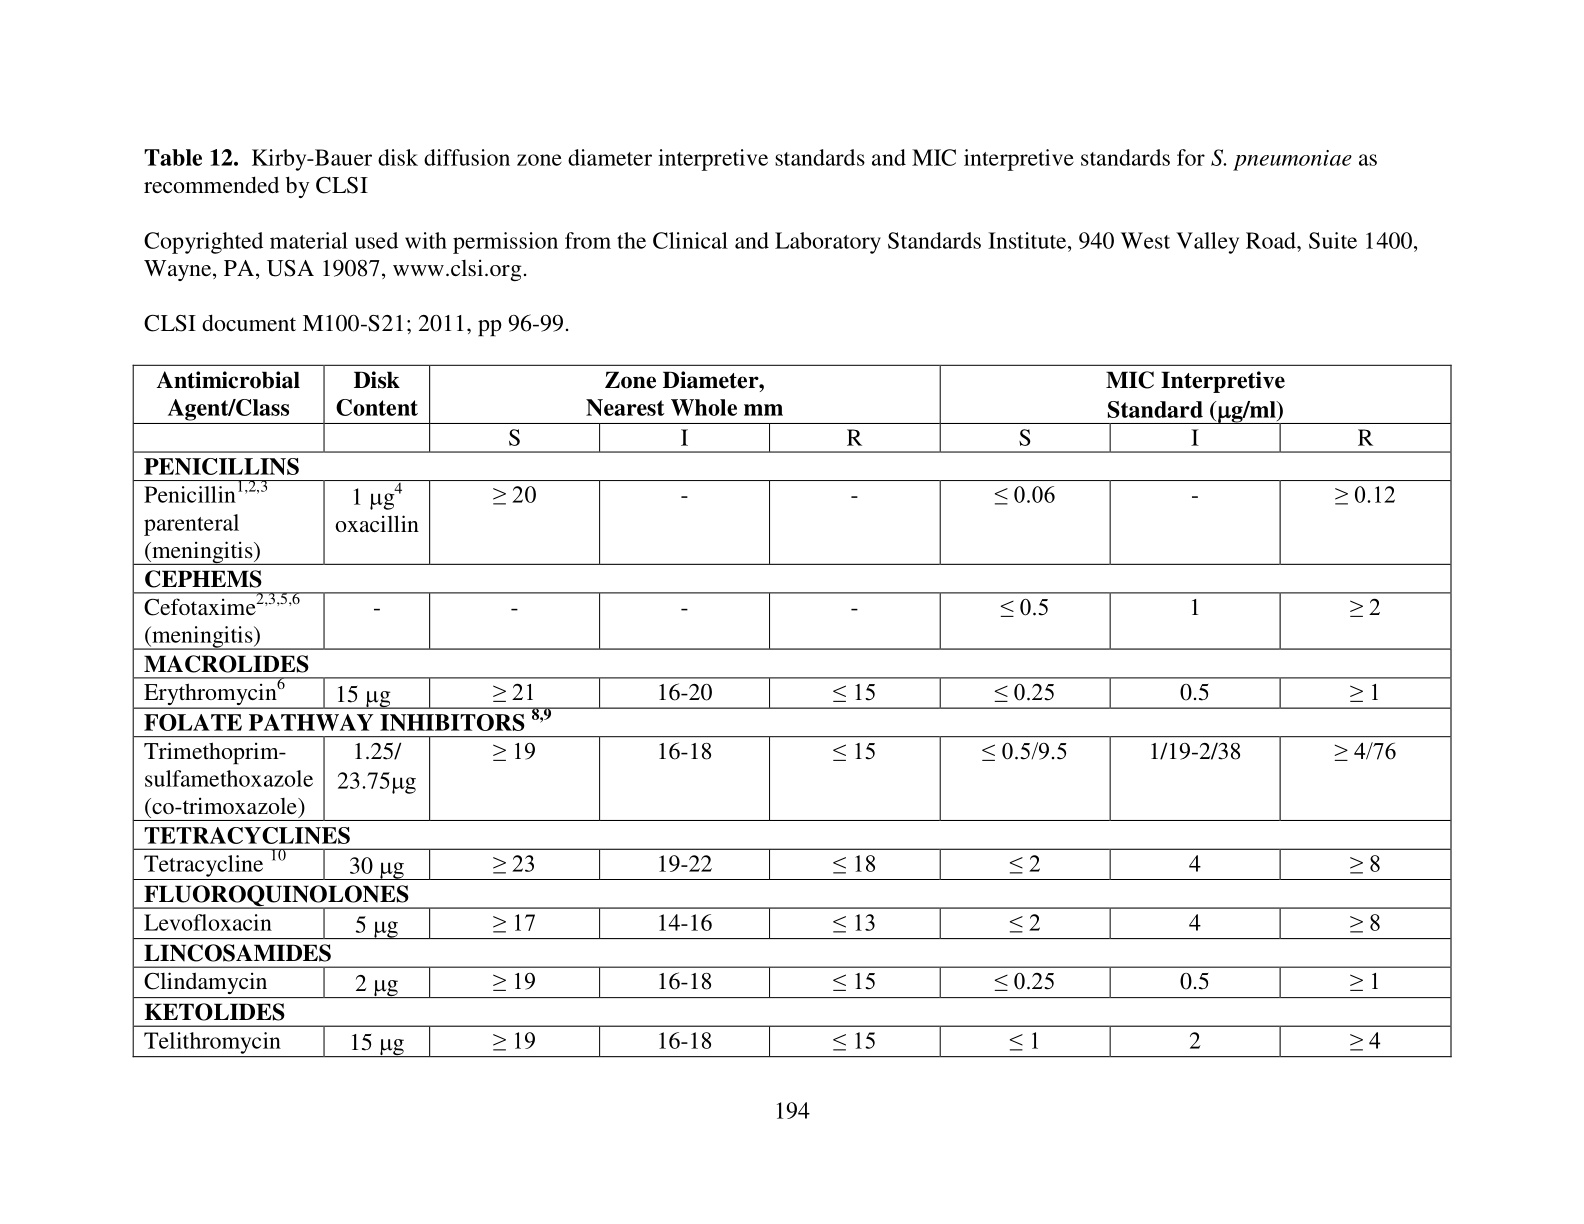 Table 12. Kirby-Bauer disk diffusion zone diameter interpretive standards and MIC interpretive standards for S. pneumoniae as
recommended by CLSI
Copyrighted material used with permission from the Clinical and Laboratory Standards Institute, 940 West Valley Road, Suite 1400,
Wayne, PA, USA 19087, www.clsi.org.
CLSI document M100-S21; 2011, pp 96-99.
Antimicrobial Disk Zone Diameter, MIC Interpretive
Agent/Class Content Nearest Whole mm Standard (μg/ml)
S I R S I R
PENICILLINS
Penicillin1,2,3 1 μg4 ≥ 20 - - ≤ 0.06 - ≥ 0.12
parenteral oxacillin
(meningitis)
CEPHEMS
Cefotaxime2,3,5,6 - - - - ≤ 0.5 1 ≥ 2
(meningitis)
MACROLIDES
Erythromycin6 15 μg ≥ 21 16-20 ≤ 15 ≤ 0.25 0.5 ≥ 1
FOLATE PATHWAY INHIBITORS 8,9
Trimethoprim- 1.25/ ≥ 19 16-18 ≤ 15 ≤ 0.5/9.5 1/19-2/38 ≥ 4/76
sulfamethoxazole 23.75μg
(co-trimoxazole)
TETRACYCLINES
Tetracycline 10 30 μg ≥ 23 19-22 ≤ 18 ≤ 2 4 ≥ 8
FLUOROQUINOLONES
Levofloxacin 5 μg ≥ 17 14-16 ≤ 13 ≤ 2 4 ≥ 8
LINCOSAMIDES
Clindamycin 2 μg ≥ 19 16-18 ≤ 15 ≤ 0.25 0.5 ≥ 1
KETOLIDES
Telithromycin 15 μg ≥ 19 16-18 ≤ 15 ≤ 1 2 ≥ 4
194